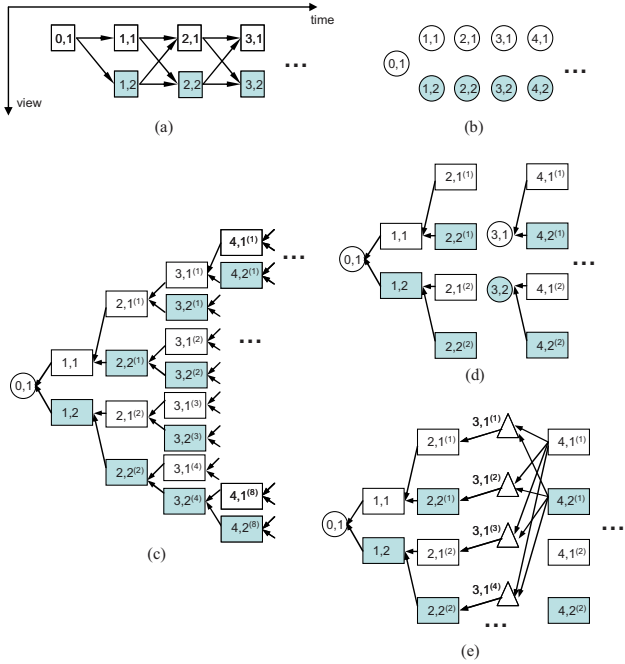 time
0,1 1,1 2,1 3,1
1,2 2,2 3,2 ...
view
(a)
1,1 2,1 3,1 4,1
0,1 ...
1,2 2,2 3,2 4,2
(b)
4,1(1)
4,2(1) ...
3,1(1)
2,1(1) 3,2(1)
3,1(2) ...
1,1 2,2(1) 3,2(2)
0,1
1,2 2,1(2) 3,1(3)
3,2(3)
2,2(2) 3,1(4)
3,2(4) 4,1(8)
4,2(8)
(c)
2,1(1) 4,1(1)
1,1 2,2(1) 3,1 4,2(1)
0,1 ...
1,2 2,1(2) 3,2 4,1(2)
2,2(2) 4,2(2)
(d)
3,1(1)
2,1(1) 4,1(1)
3,1(2)
1,1 2,2(1) 4,2(1)
0,1 ...
3,1(3)
1,2 2,1(2) 4,1(2)
3,1(4)
2,2(2) 4,2(2)
...
(e)